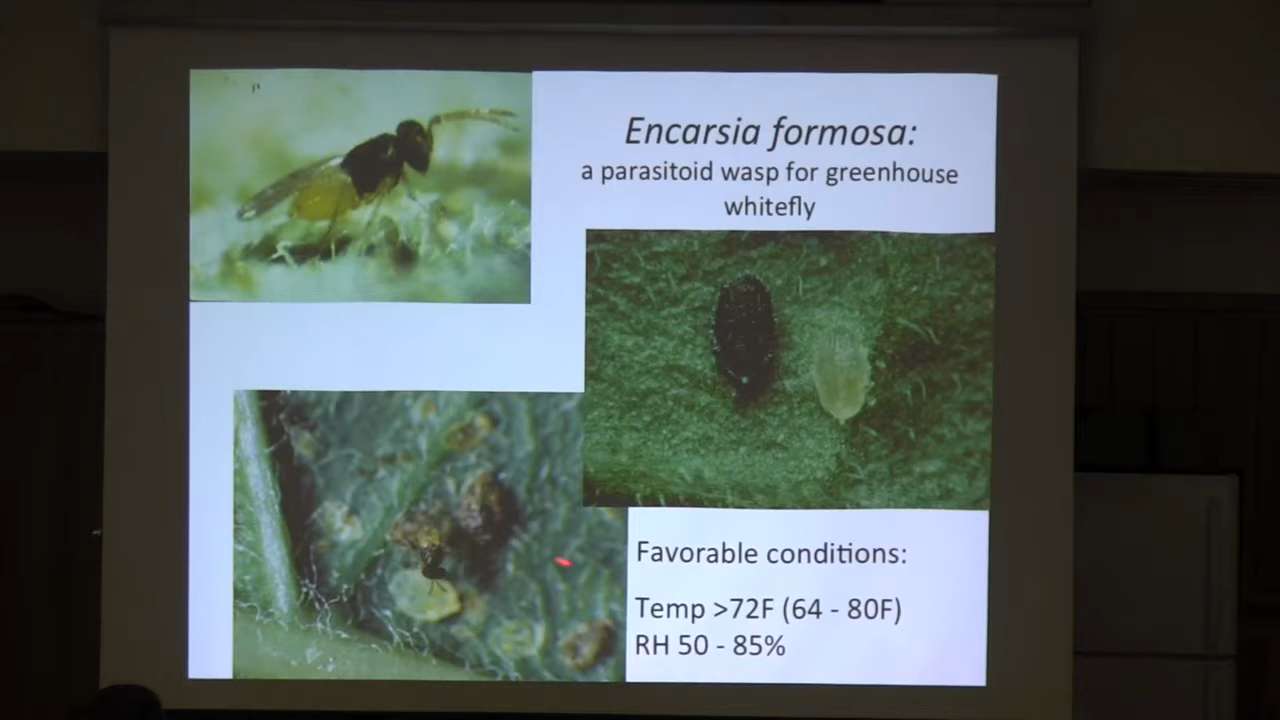 Encarsia formosa:
a parasitoid wasp for greenhouse
whitefly
Favorable conditions:
Temp >72F (64 - 80F)
RH 50 - 85%